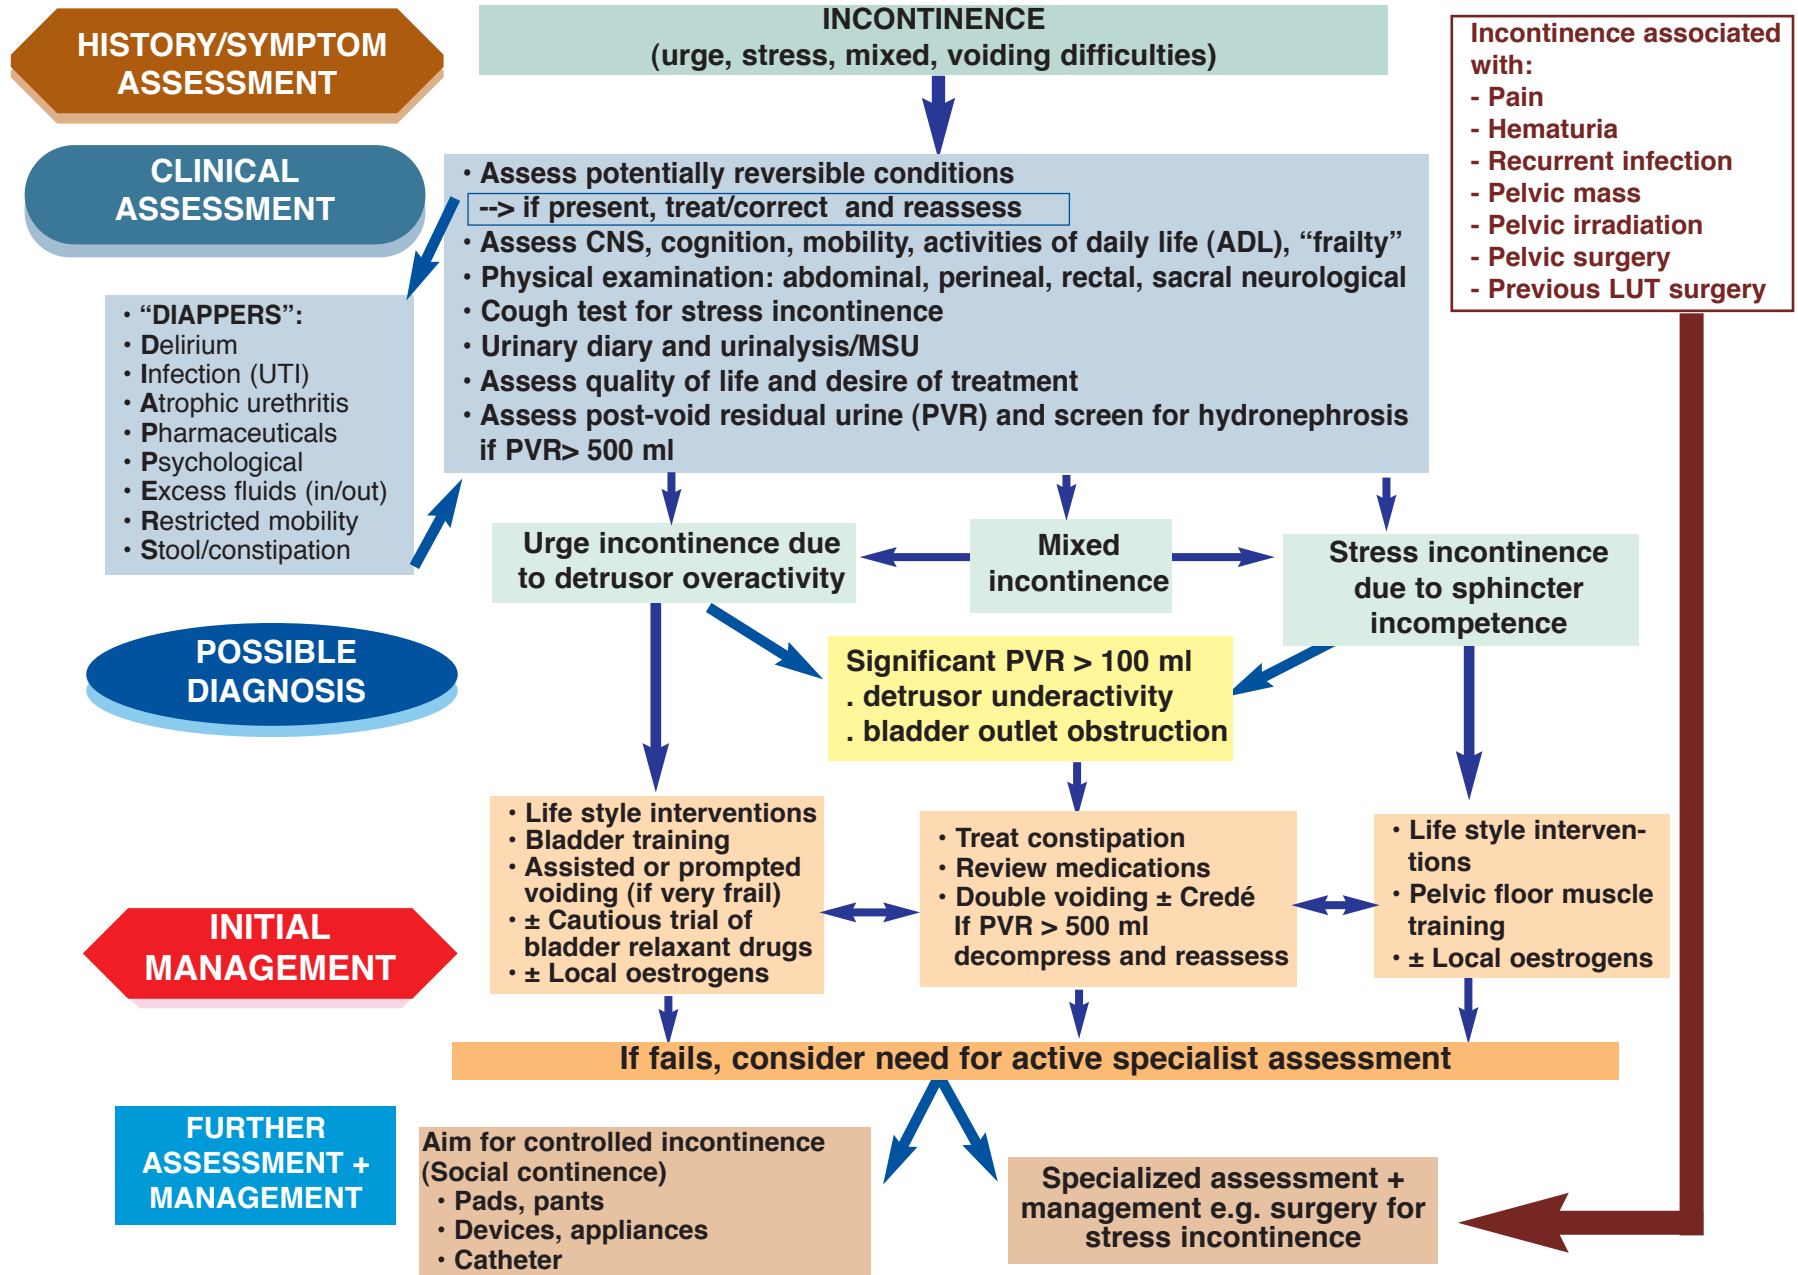 HISTORY/SYMPTOM
ASSESSMENT
INCONTINENCE
(urge, stress, mixed, voiding difficulties)
Incontinence associated
with:
- Pain
- Hematuria
- Recurrent infection
- Pelvic mass
- Pelvic irradiation
- Pelvic surgery
- Previous LUT surgery
CLINICAL
ASSESSMENT
· Assess potentially reversible conditions
--> if present, treat/correct and reassess
· Assess CNS, cognition, mobility, activities of daily life (ADL), “frailty”
· Physical examination: abdominal, perineal, rectal, sacral neurological
· Cough test for stress incontinence
· Urinary diary and urinalysis/MSU
· Assess quality of life and desire of treatment
· Assess post-void residual urine (PVR) and screen for hydronephrosis
if PVR> 500 ml
· “DIAPPERS”:
· Delirium
· Infection (UTI)
· Atrophic urethritis
· Pharmaceuticals
· Psychological
· Excess fluids (in/out)
· Restricted mobility
· Stool/constipation
Urge incontinence due
to detrusor overactivity
Mixed
incontinence
Stress incontinence
due to sphincter
incompetence
POSSIBLE
DIAGNOSIS
Significant PVR > 100 ml
. detrusor underactivity
. bladder outlet obstruction
INITIAL
MANAGEMENT
· Life style interventions
· Bladder training
· Assisted or prompted
voiding (if very frail)
· ± Cautious trial of
bladder relaxant drugs
· ± Local oestrogens
· Treat constipation
· Review medications
· Double voiding ± Credé
If PVR > 500 ml
decompress and reassess
· Life style interven-
tions
· Pelvic floor muscle
training
· ± Local oestrogens
If fails, consider need for active specialist assessment
FURTHER
ASSESSMENT +
MANAGEMENT
Aim for controlled incontinence
(Social continence)
· Pads, pants
· Devices, appliances
· Catheter
Specialized assessment +
management e.g. surgery for
stress incontinence